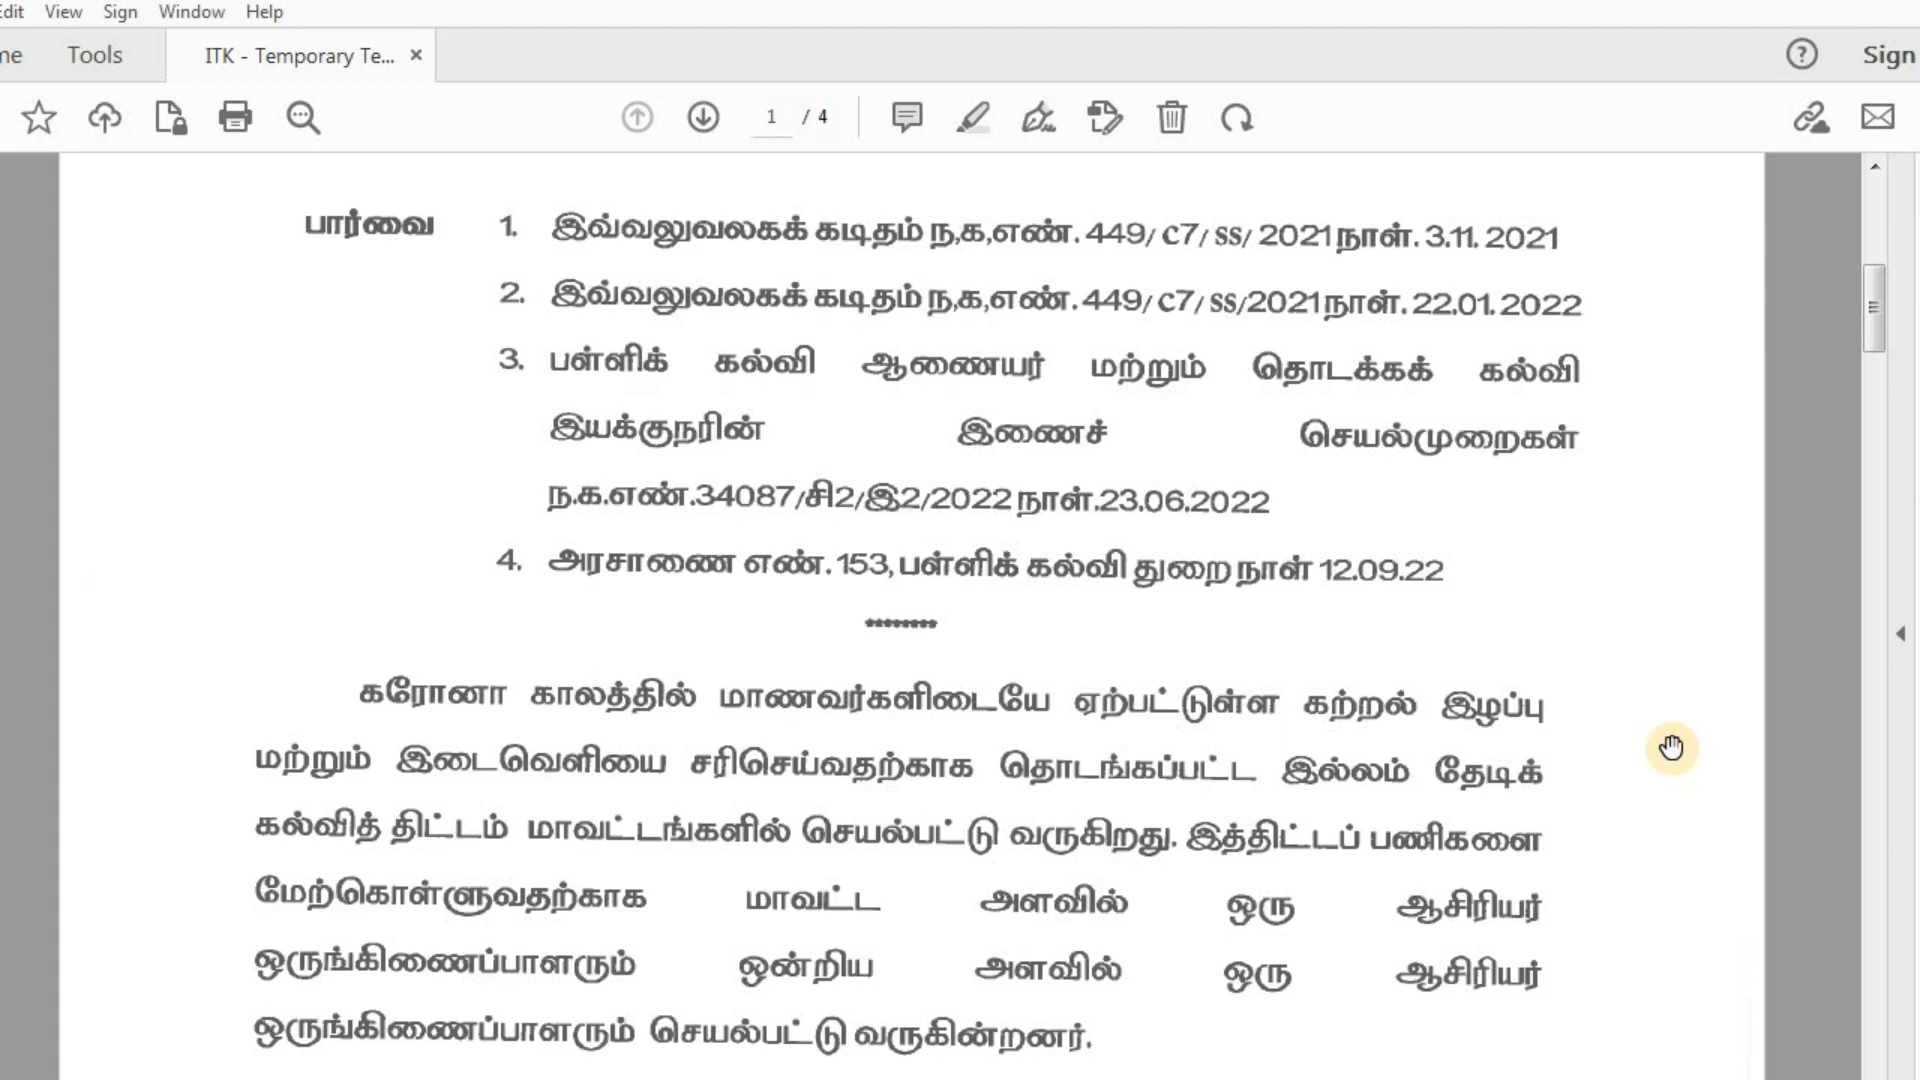 Edit View Sign Window Help
me Tools ITK - Temporary Te... × Sign
1 / 4
பார்வை 1. இவ்வலுவலகக் கடிதம் ந,க,எண். 449/ C7/ SS/ 2021 நாள். 3.11. 2021
2. இவ்வலுவலகக் கடிதம் ந,க,எண். 449/ C7/ SS/2021 நாள். 22.01. 2022
3. பள்ளிக் கல்வி ஆணையர் மற்றும் தொடக்கக் கல்வி
இயக்குநரின் இணைச் செயல்முறைகள்
ந.க.எண்.34087/சி2/இ2/2022 நாள்.23.06.2022
4. அரசாணை எண். 153, பள்ளிக் கல்வி துறை நாள் 12.09.22
*********
கரோனா காலத்தில் மாணவர்களிடையே ஏற்பட்டுள்ள கற்றல் இழப்பு
மற்றும் இடைவெளியை சரிசெய்வதற்காக தொடங்கப்பட்ட இல்லம் தேடிக்
கல்வித் திட்டம் மாவட்டங்களில் செயல்பட்டு வருகிறது. இத்திட்டப் பணிகளை
மேற்கொள்ளுவதற்காக மாவட்ட அளவில் ஒரு ஆசிரியர்
ஒருங்கிணைப்பாளரும் ஒன்றிய அளவில் ஒரு ஆசிரியர்
ஒருங்கிணைப்பாளரும் செயல்பட்டு வருகின்றனர்.